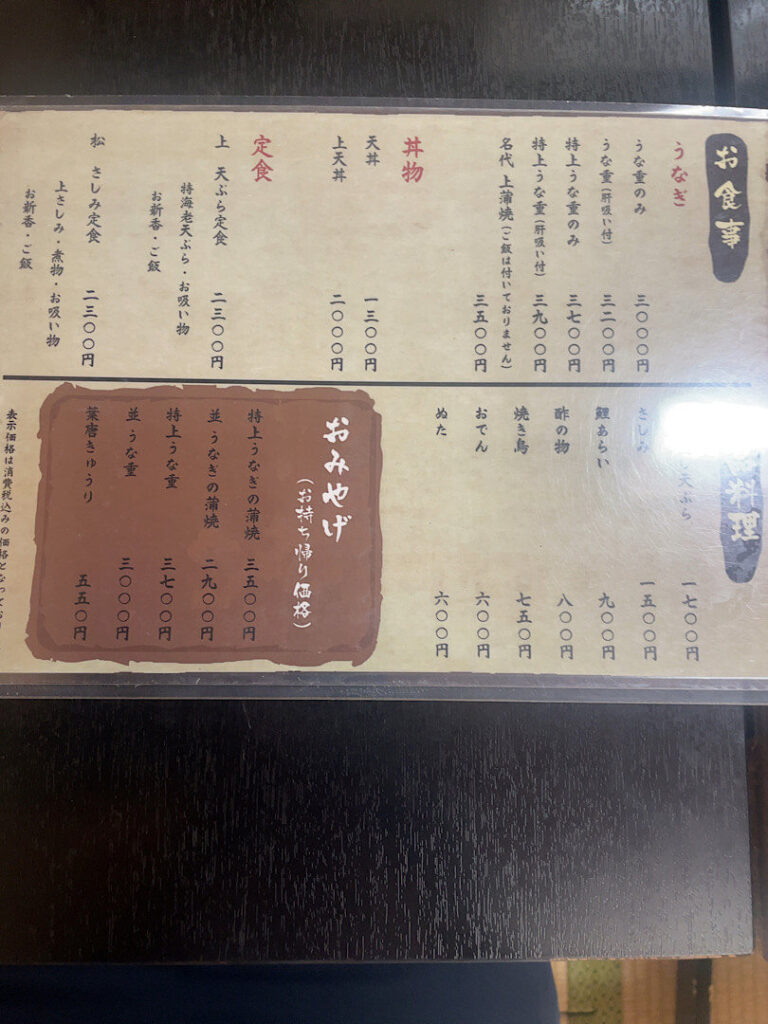 お食事
うなぎ
うな重のみ 三〇〇〇円
うな重(肝吸い付) 三二〇〇円
特上うな重のみ 三七〇〇円
特上うな重(肝吸い付) 三九〇〇円
名代 上蒲焼(ご飯は付いておりません) 三五〇〇円
丼物
天丼 一三〇〇円
上天丼 二〇〇〇円
定食
上 天ぷら定食 二三〇〇円
特海老天ぷら・お吸い物
お新香・ご飯
松 さしみ定食 二三〇〇円
上さしみ・煮物・お吸い物
お新香・ご飯
料理
天ぷら 一七〇〇円
さしみ 一五〇〇円
鯉あらい 九〇〇円
酢の物 八〇〇円
焼き鳥 七五〇円
おでん 六〇〇円
ぬた 六〇〇円
おみやげ
(お持ち帰り価格)
特上うなぎの蒲焼 三五〇〇円
並 うなぎの蒲焼 二九〇〇円
特上うな重 三七〇〇円
並 うな重 三〇〇〇円
葉唐きゅうり 五五〇円
表示価格は消費税込みの価格となってお